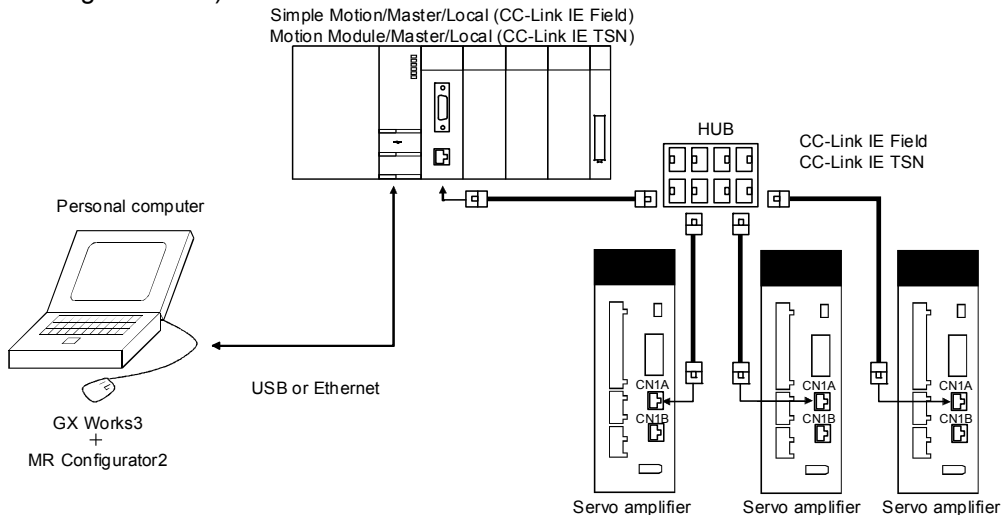 Simple Motion/Master/Local (CC-Link IE Field)
Motion Module/Master/Local (CC-Link IE TSN)
HUB
CC-Link IE Field
CC-Link IE TSN
Personal computer
USB or Ethernet
GX Works3
+
MR Configurator2
CN1A
CN1B
CN1A
CN1B
CN1A
CN1B
Servo amplifier
Servo amplifier
Servo amplifier